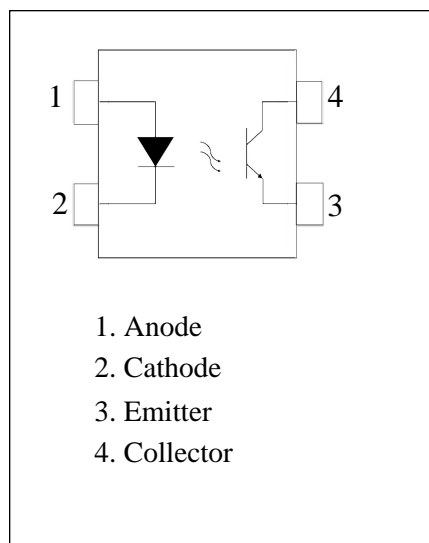 1 4
2 3
1. Anode
2. Cathode
3. Emitter
4. Collector